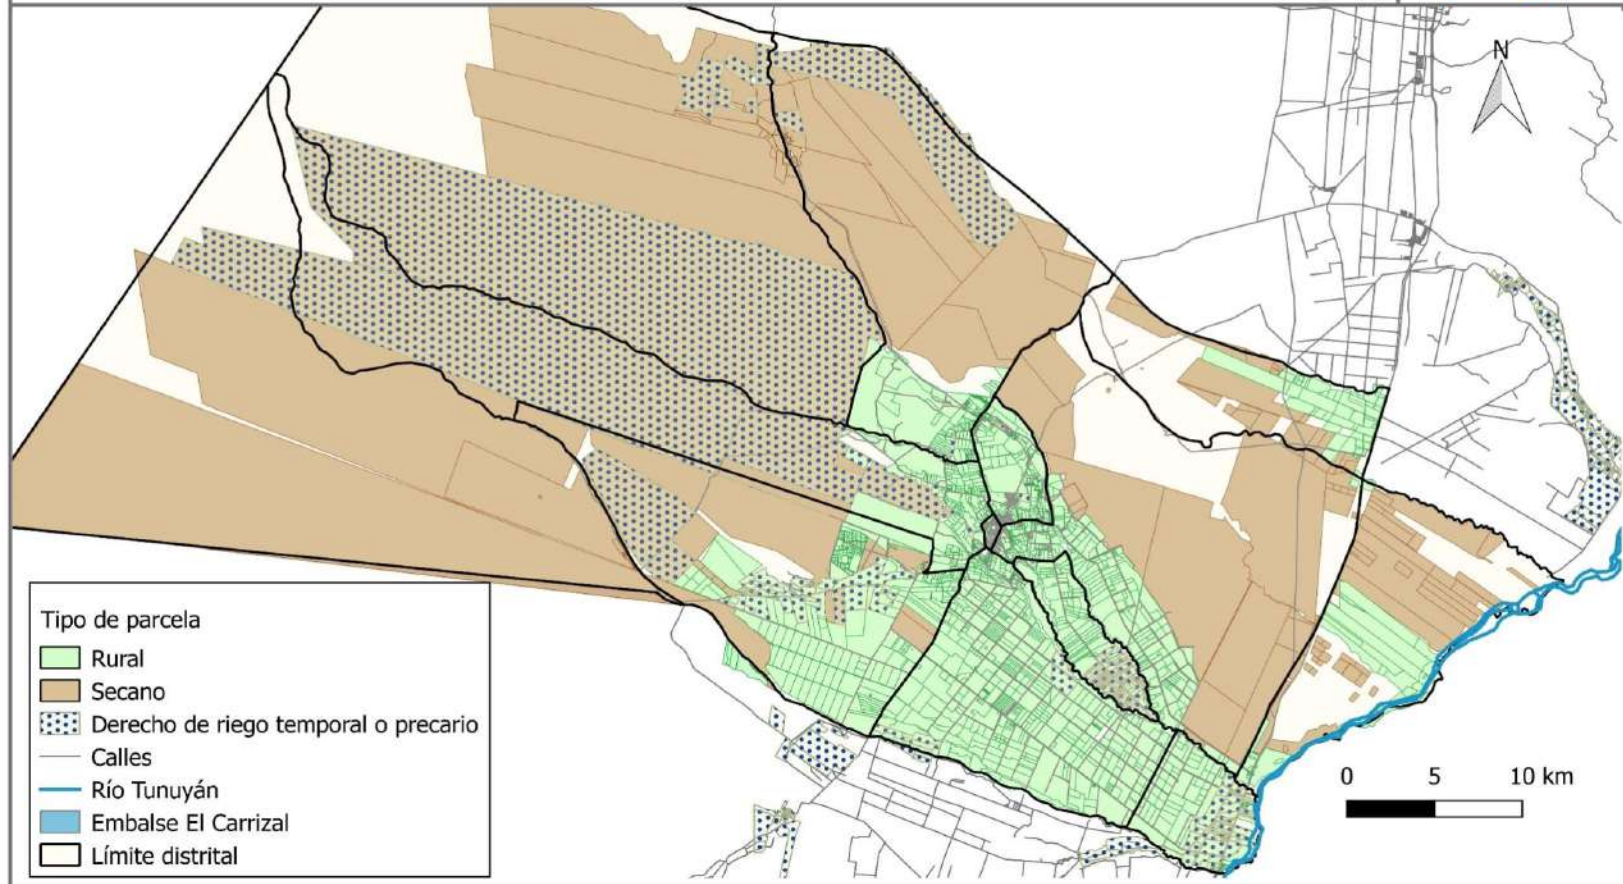 N
Tipo de parcela
Rural
Secano
Derecho de riego temporal o precario
Calles
Río Tunuyán
Embalse El Carrizal
Límite distrital
0 5 10 km